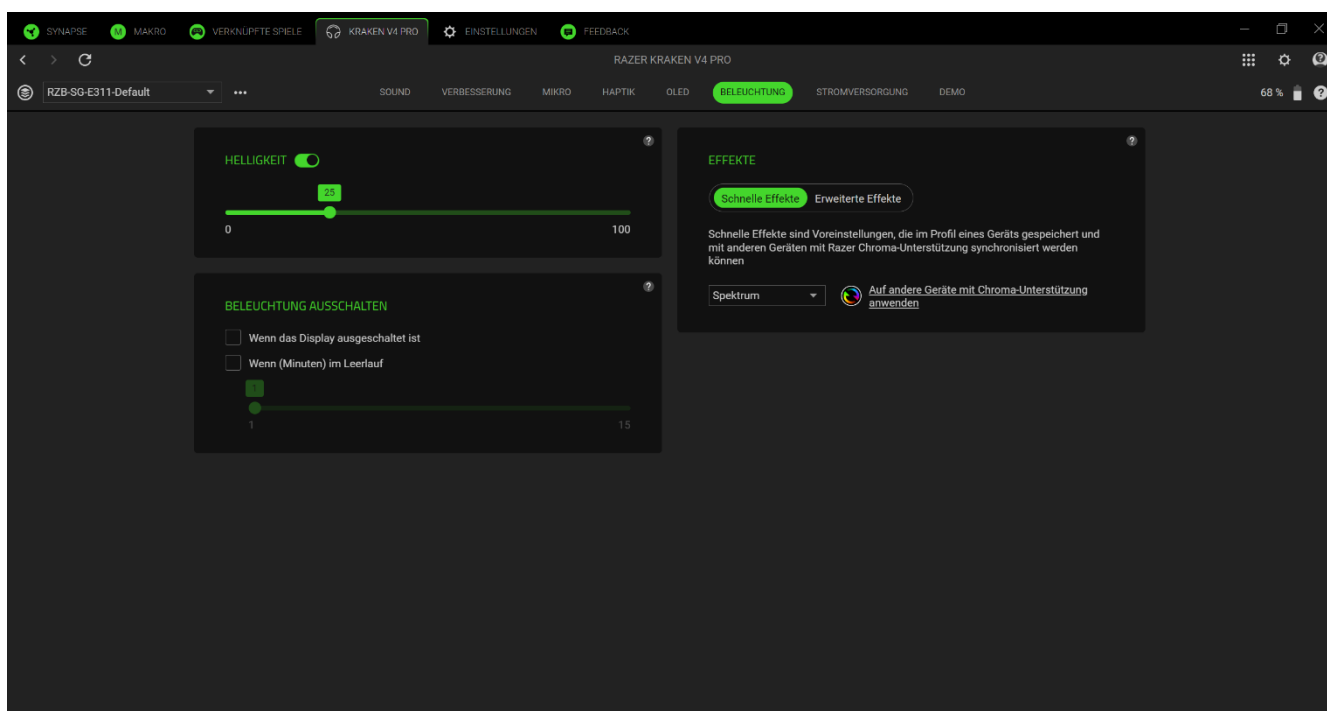 SYNAPSE M MAKRO VERKNÜPFTE SPIELE KRAKEN V4 PRO EINSTELLUNGEN FEEDBACK
RAZER KRAKEN V4 PRO
RZB-SG-E311-Default SOUND VERBESSERUNG MIKRO HAPTIK OLED BELEUCHTUNG STROMVERSORGUNG DEMO 68 % ?
?
HELLIGKEIT
25
0 100
?
BELEUCHTUNG AUSSCHALTEN
Wenn das Display ausgeschaltet ist
Wenn (Minuten) im Leerlauf
1
1 15
?
EFFEKTE
Schnelle Effekte Erweiterte Effekte
Schnelle Effekte sind Voreinstellungen, die im Profil eines Geräts gespeichert und
mit anderen Geräten mit Razer Chroma-Unterstützung synchronisiert werden
können
Spektrum
Auf andere Geräte mit Chroma-Unterstützung
anwenden